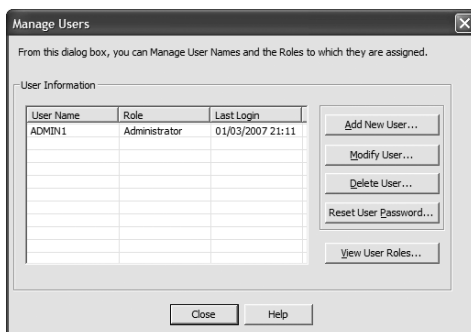 Manage Users
From this dialog box, you can Manage User Names and the Roles to which they are assigned.
User Information
User Name Role Last Login
ADMIN1 Administrator 01/03/2007 21:11
Add New User...
Modify User...
Delete User...
Reset User Password...
View User Roles...
Close Help